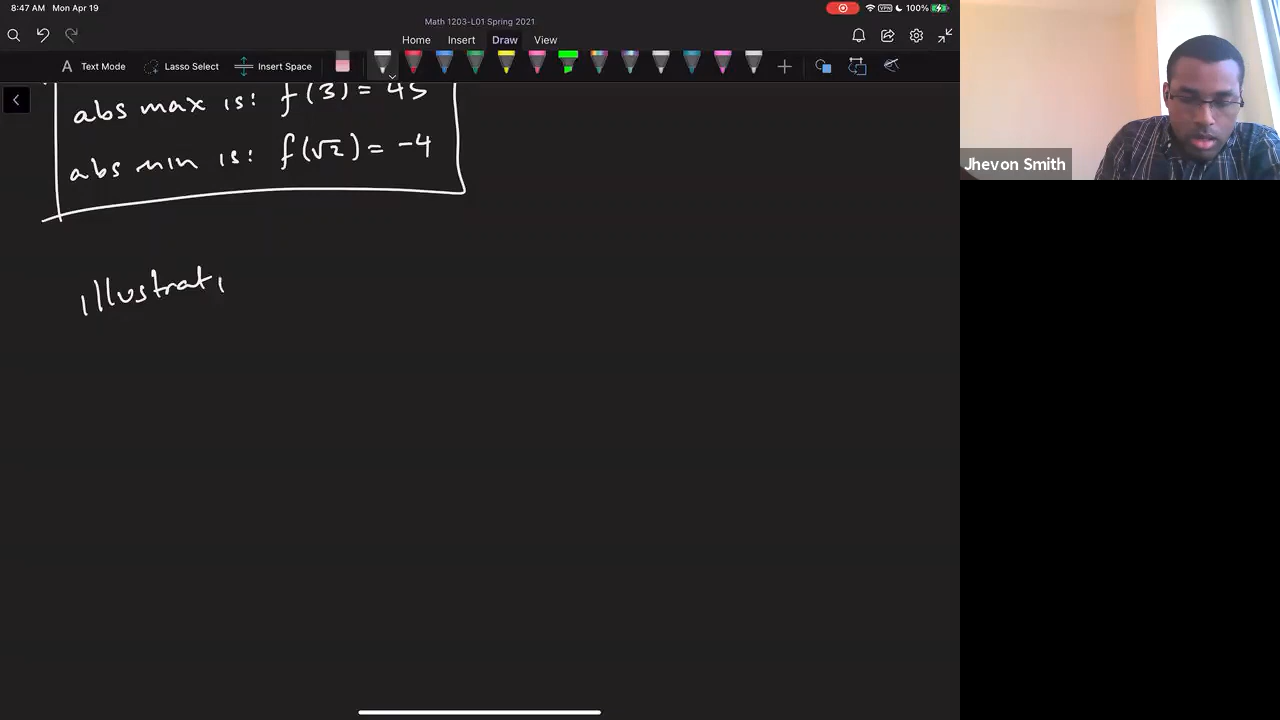 8:47 AM Mon Apr 19
100%
Math 1203-L01 Spring 2021
Home Insert Draw View
Text Mode Lasso Select Insert Space
abs max is: f(3) = 45
abs min is: f(√2) = -4
illustrati
Jhevon Smith